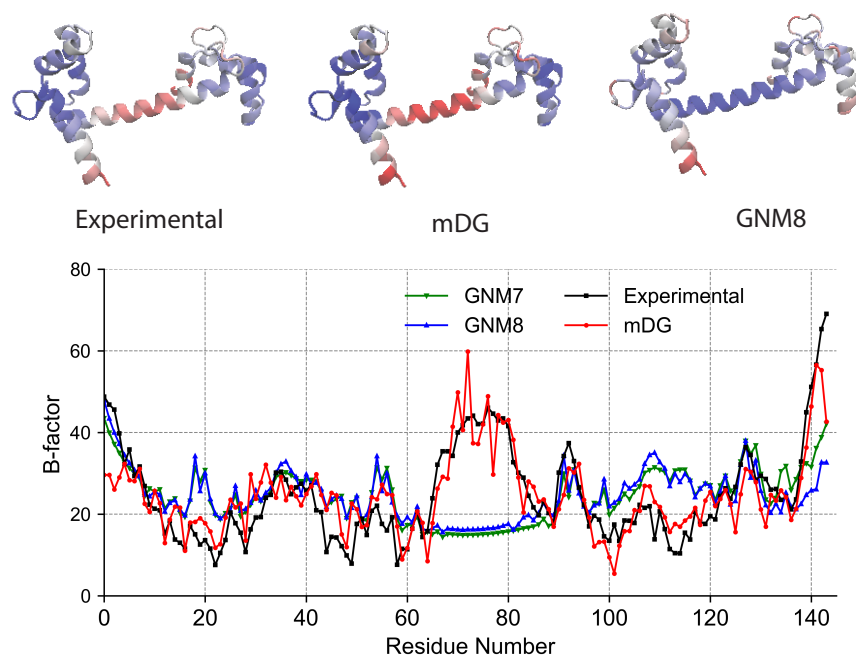 Experimental
mDG
GNM8
80
60
40
20
0
B-factor
GNM7
GNM8
Experimental
mDG
0 20 40 60 80 100 120 140
Residue Number